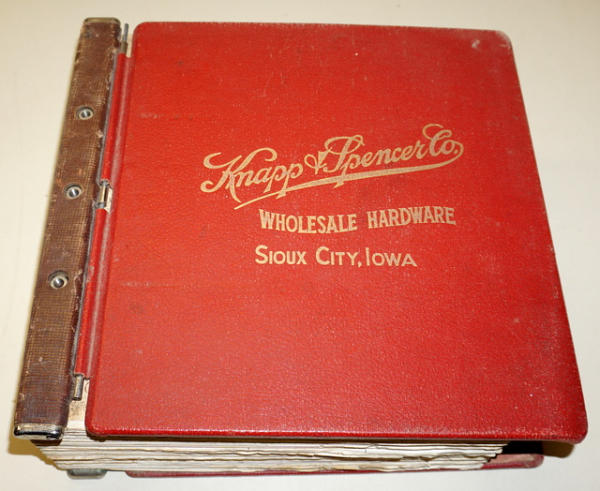 Knapp & Spencer Co.
WHOLESALE HARDWARE
SIOUX CITY, IOWA